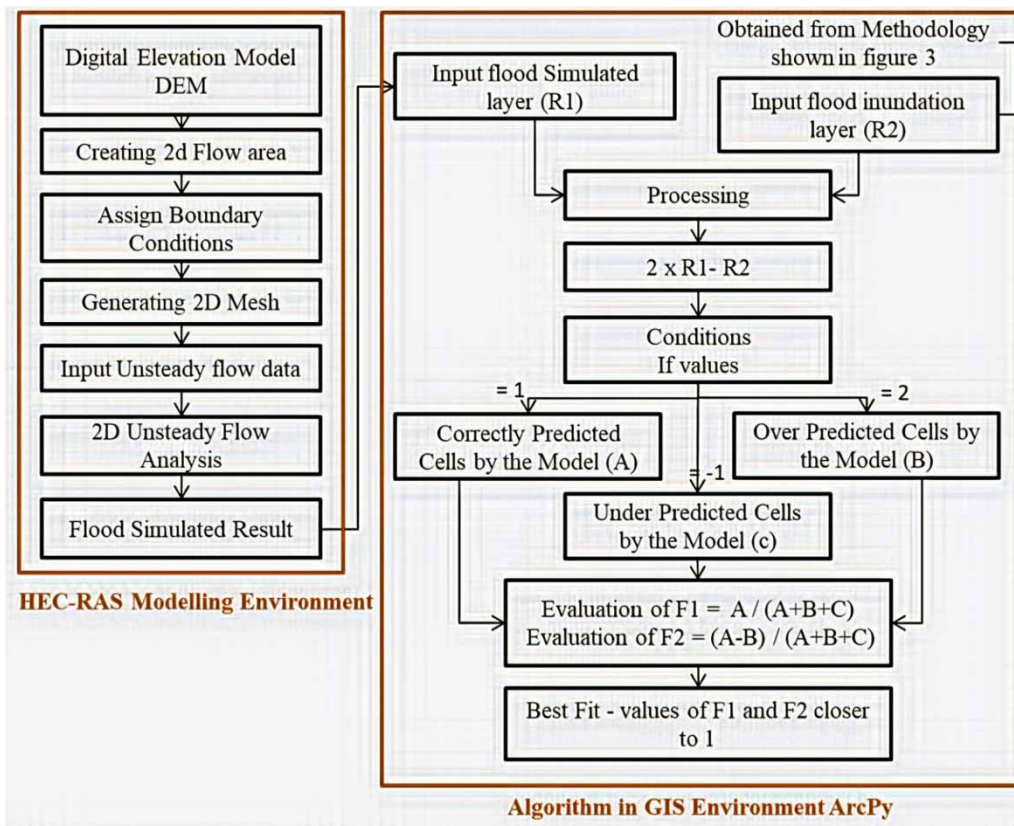 Digital Elevation Model
DEM
Creating 2d Flow area
Assign Boundary
Conditions
Generating 2D Mesh
Input Unsteady flow data
2D Unsteady Flow
Analysis
Flood Simulated Result
HEC-RAS Modelling Environment
Input flood Simulated
layer (R1)
Obtained from Methodology
shown in figure 3
Input flood inundation
layer (R2)
Processing
2 x R1- R2
Conditions
If values
= 1
= 2
Correctly Predicted
Cells by the Model (A)
Over Predicted Cells by
the Model (B)
= -1
Under Predicted Cells
by the Model (c)
Evaluation of F1 = A / (A+B+C)
Evaluation of F2 = (A-B) / (A+B+C)
Best Fit - values of F1 and F2 closer
to 1
Algorithm in GIS Environment ArcPy